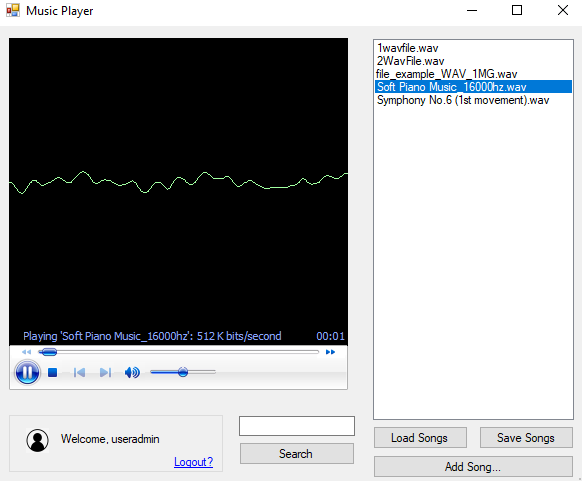 Music Player
1wavfile.wav
2WavFile.wav
file_example_WAV_1MG.wav
Soft Piano Music_16000hz.wav
Symphony No.6 (1st movement).wav
Playing 'Soft Piano Music_16000hz': 512 K bits/second 00:01
Welcome, useradmin
Logout?
Search
Load Songs Save Songs
Add Song...